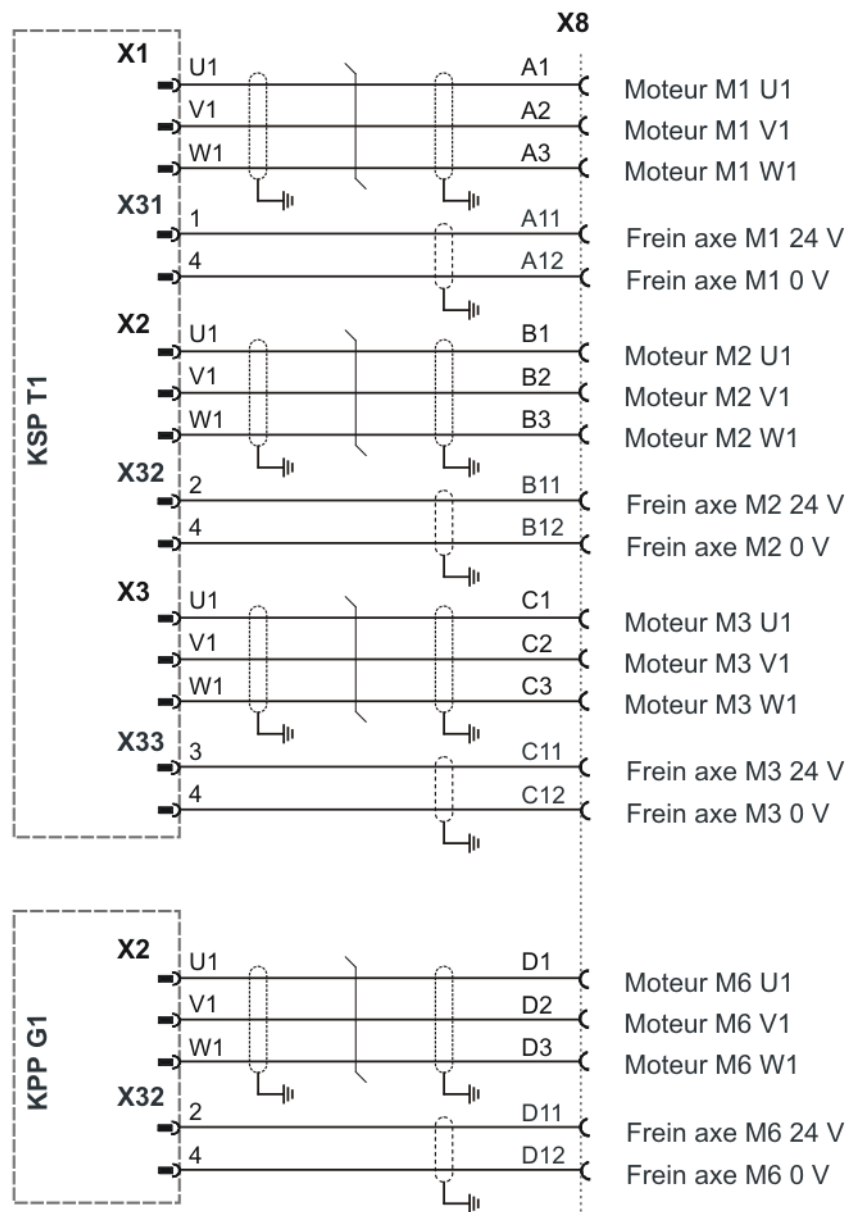 X8
KSP T1
X1
U1 A1 Moteur M1 U1
V1 A2 Moteur M1 V1
W1 A3 Moteur M1 W1
X31
1 A11 Frein axe M1 24 V
4 A12 Frein axe M1 0 V
X2
U1 B1 Moteur M2 U1
V1 B2 Moteur M2 V1
W1 B3 Moteur M2 W1
X32
2 B11 Frein axe M2 24 V
4 B12 Frein axe M2 0 V
X3
U1 C1 Moteur M3 U1
V1 C2 Moteur M3 V1
W1 C3 Moteur M3 W1
X33
3 C11 Frein axe M3 24 V
4 C12 Frein axe M3 0 V
KPP G1
X2
U1 D1 Moteur M6 U1
V1 D2 Moteur M6 V1
W1 D3 Moteur M6 W1
X32
2 D11 Frein axe M6 24 V
4 D12 Frein axe M6 0 V